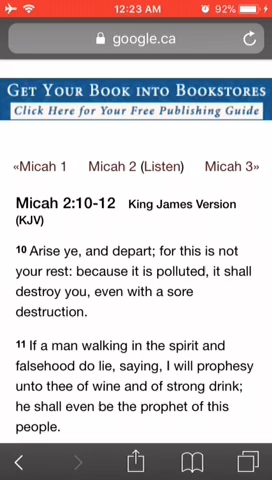 12:23 AM
92%
google.ca
GET YOUR BOOK INTO BOOKSTORES
Click Here for Your Free Publishing Guide
«Micah 1 Micah 2 (Listen) Micah 3»
Micah 2:10-12 King James Version
(KJV)
10 Arise ye, and depart; for this is not
your rest: because it is polluted, it shall
destroy you, even with a sore
destruction.
11 If a man walking in the spirit and
falsehood do lie, saying, I will prophesy
unto thee of wine and of strong drink;
he shall even be the prophet of this
people.